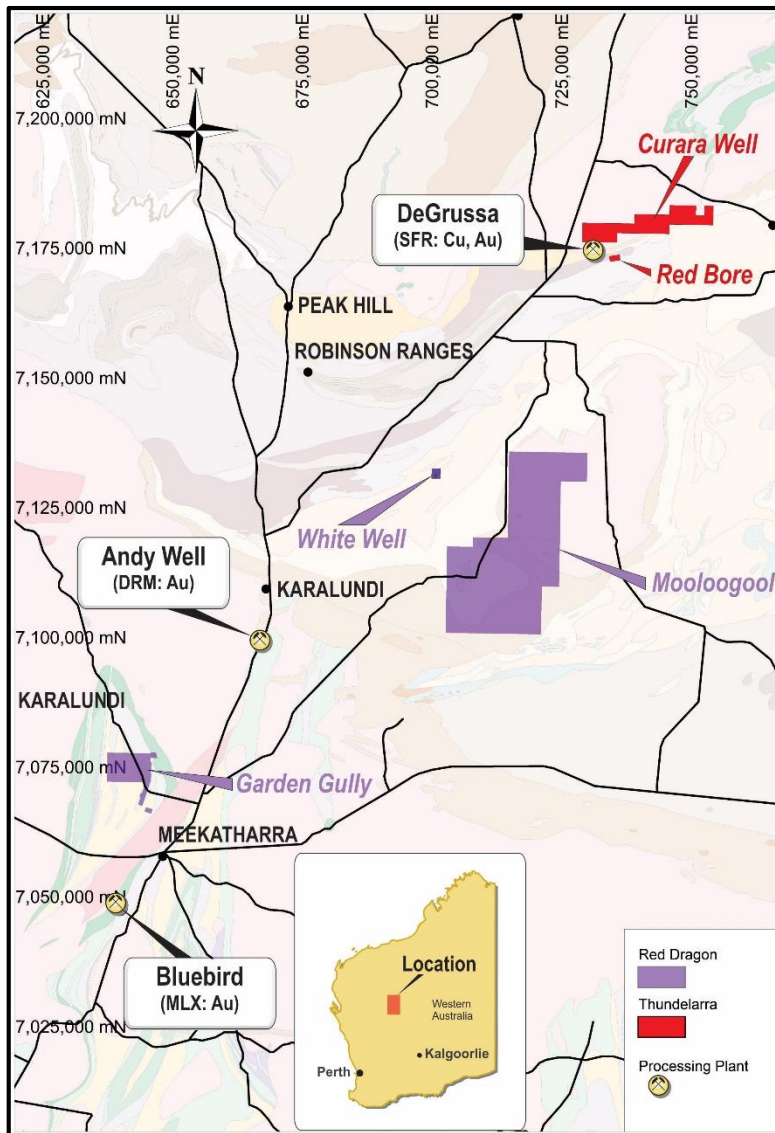 625,000 mE
650,000 mE
675,000 mE
700,000 mE
725,000 mE
750,000 mE
N
7,200,000 mN
Curara Well
DeGrussa
(SFR: Cu, Au)
7,175,000 mN
Red Bore
PEAK HILL
ROBINSON RANGES
7,150,000 mN
7,125,000 mN
White Well
Andy Well
(DRM: Au)
KARALUNDI
Mooloogool
7,100,000 mN
KARALUNDI
7,075,000 mN
Garden Gully
MEEKATHARRA
7,050,000 mN
Bluebird
(MLX: Au)
7,025,000 mN
Location
Western
Australia
Kalgoorlie
Perth
Red Dragon
Thundelarra
Processing Plant